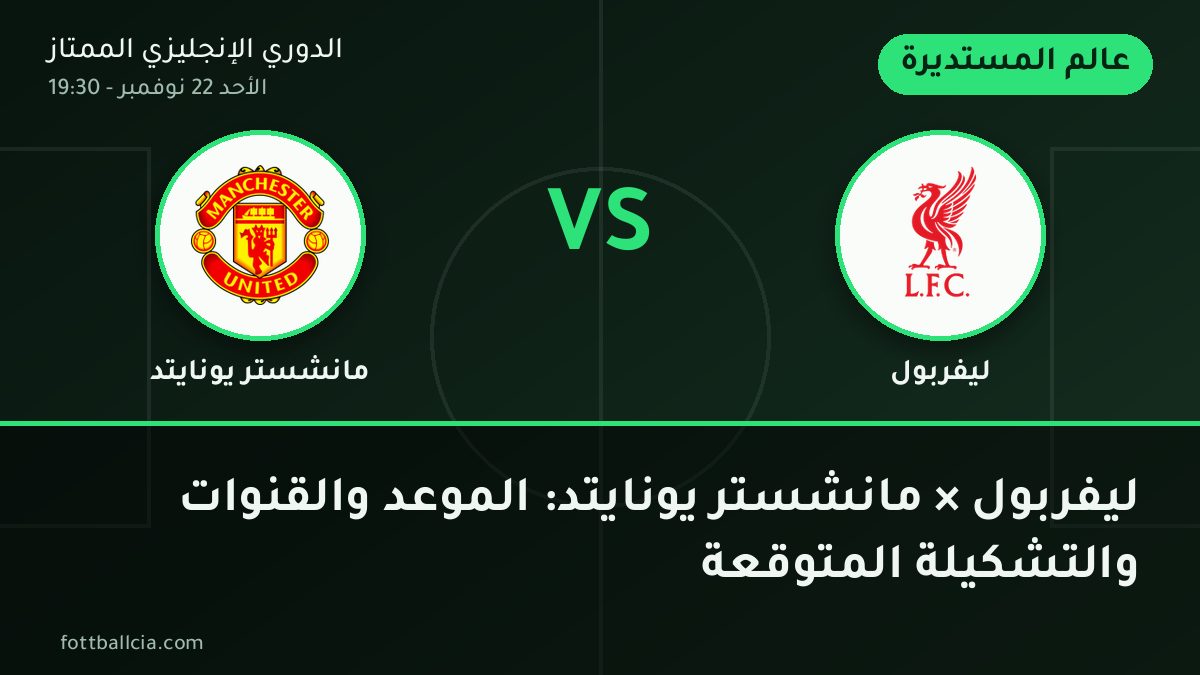 عالم المستديرة
الدوري الإنجليزي الممتاز
الأحد 22 نوفمبر - 19:30
MANCHESTER
UNITED
VS
L.F.C.
ليفربول
مانشستر يونايتد
ليفربول × مانشستر يونايتد: الموعد والقنوات
والتشكيلة المتوقعة
fottballcia.com